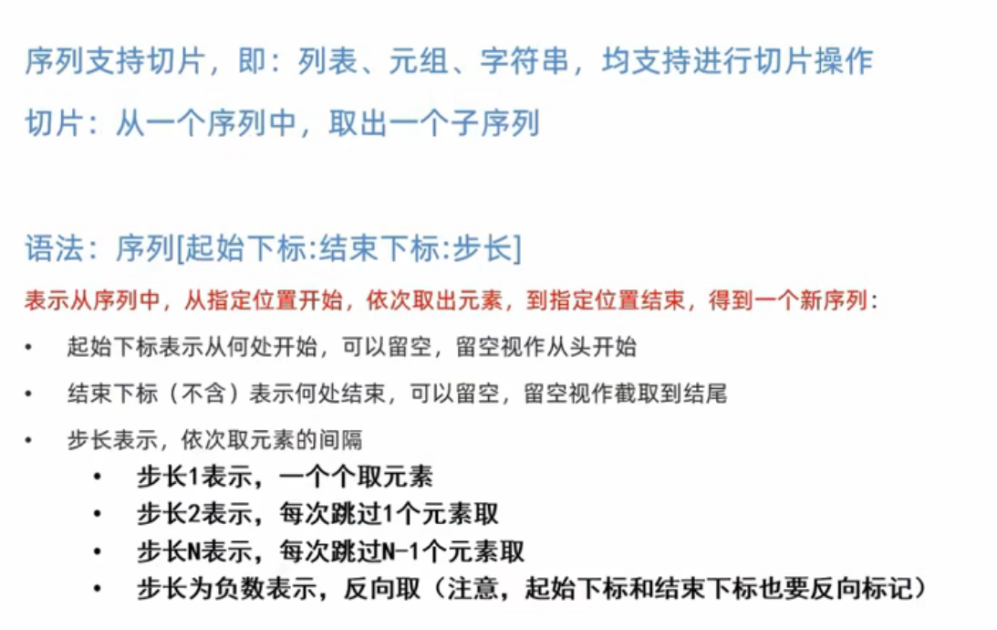 序列支持切片，即：列表、元组、字符串，均支持进行切片操作
切片：从一个序列中，取出一个子序列
语法：序列[起始下标:结束下标:步长]
表示从序列中，从指定位置开始，依次取出元素，到指定位置结束，得到一个新序列：
• 起始下标表示从何处开始，可以留空，留空视作从头开始
• 结束下标（不含）表示何处结束，可以留空，留空视作截取到结尾
• 步长表示，依次取元素的间隔
• 步长1表示，一个个取元素
• 步长2表示，每次跳过1个元素取
• 步长N表示，每次跳过N-1个元素取
• 步长为负数表示，反向取（注意，起始下标和结束下标也要反向标记）